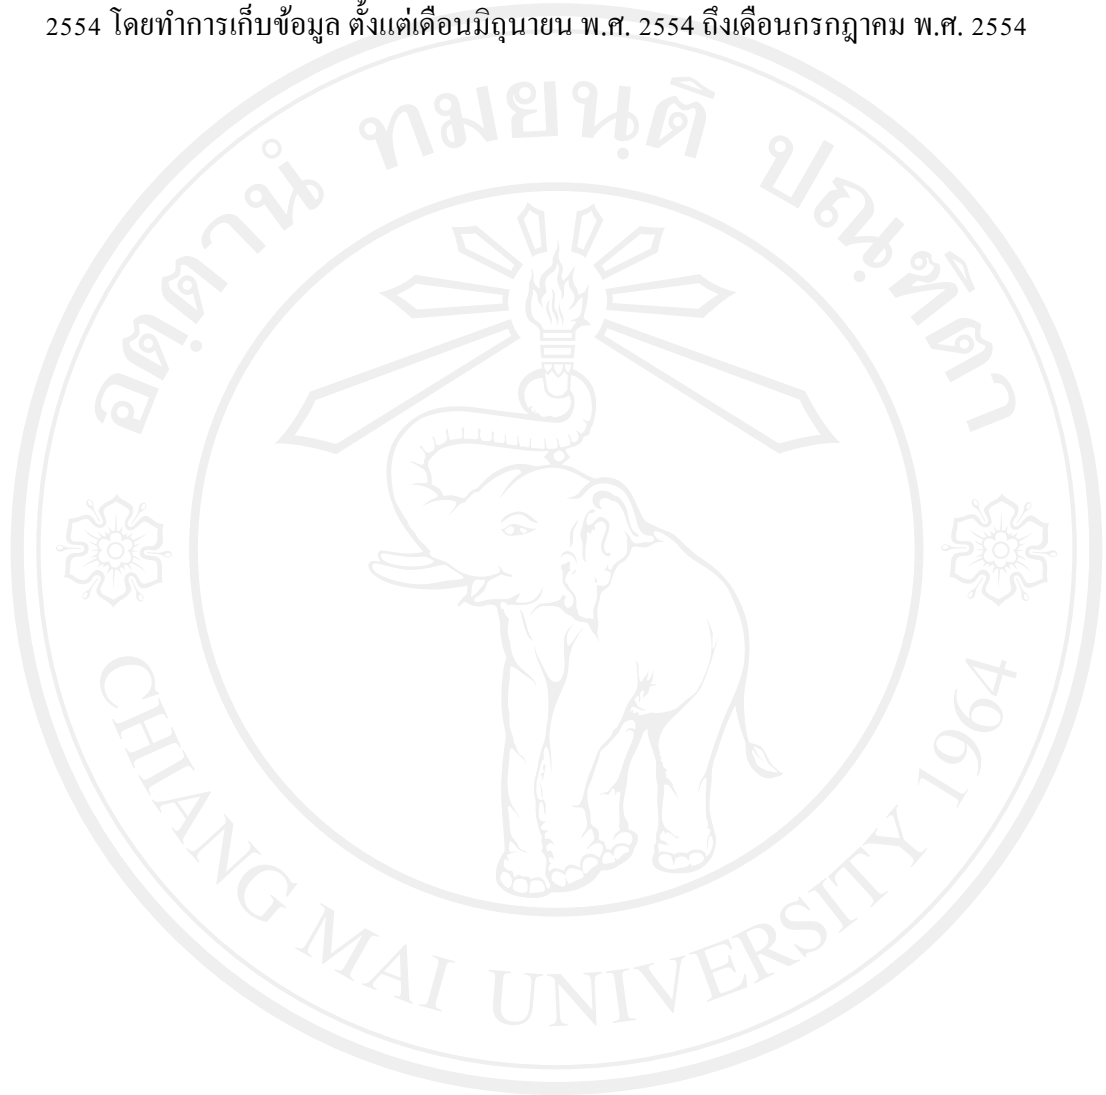 2554 โดยทำการเก็บข้อมูล ตั้งแต่เดือนมิถุนายน พ.ศ. 2554 ถึงเดือนกรกฎาคม พ.ศ. 2554
อตฺตานํ ทมยนฺติ ปณฺฑิตา
CHIANG MAI UNIVERSITY 1964